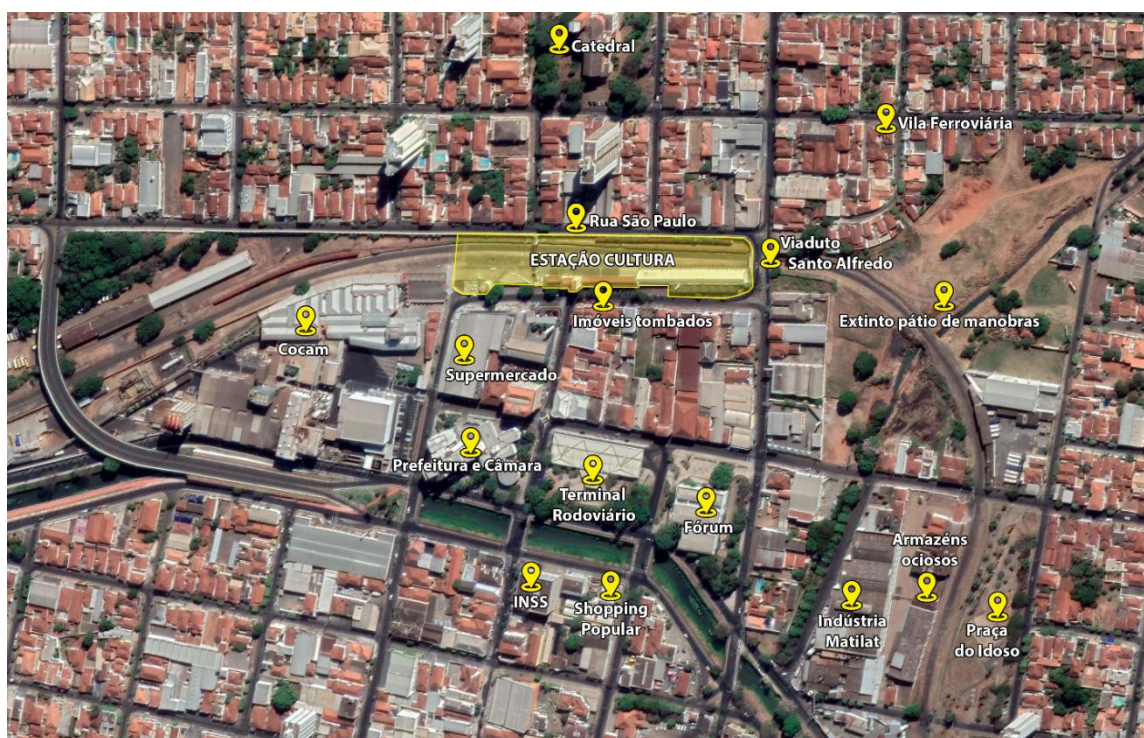 Catedral
Vila Ferroviária
Rua São Paulo
Viaduto
Santo Alfredo
ESTAÇÃO CULTURA
Imóveis tombados
Extinto pátio de manobras
Cocam
Supermercado
Prefeitura e Câmara
Terminal
Rodoviário
Fórum
Armazéns
ociosos
INSS
Shopping
Popular
Indústria
Matilat
Praça
do Idoso